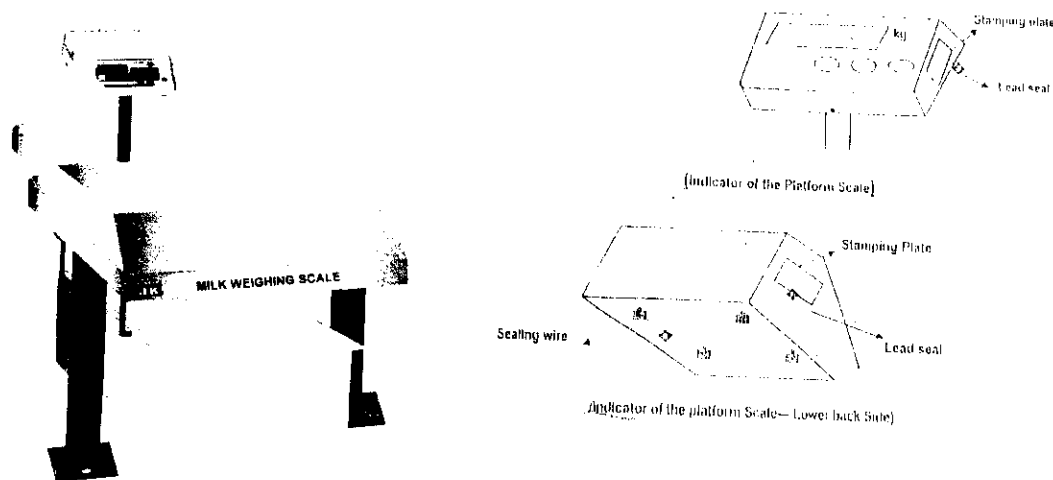 MILK WEIGHING SCALE
Stamping plate
kg
Lead seal
(Indicator of the Platform Scale)
Stamping Plate
Sealing wire
Lead seal
(Indicator of the platform Scale— Lower back Side)